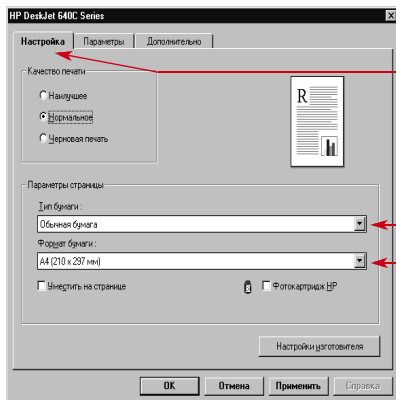 HP DeskJet 640C Series
Настройка Параметры Дополнительно
Качество печати
Наилучшее
Нормальное
Черновая печать
R
Параметры страницы
Тип бумаги :
Обычная бумага
Формат бумаги :
A4 (210 x 297 мм)
Уместить на странице Фотокартридж HP
Настройки изготовителя
OK Отмена Применить Справка